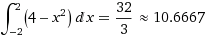 ∫_{-2}^{2} (4 − x²) dx = 32/3 ≈ 10.6667